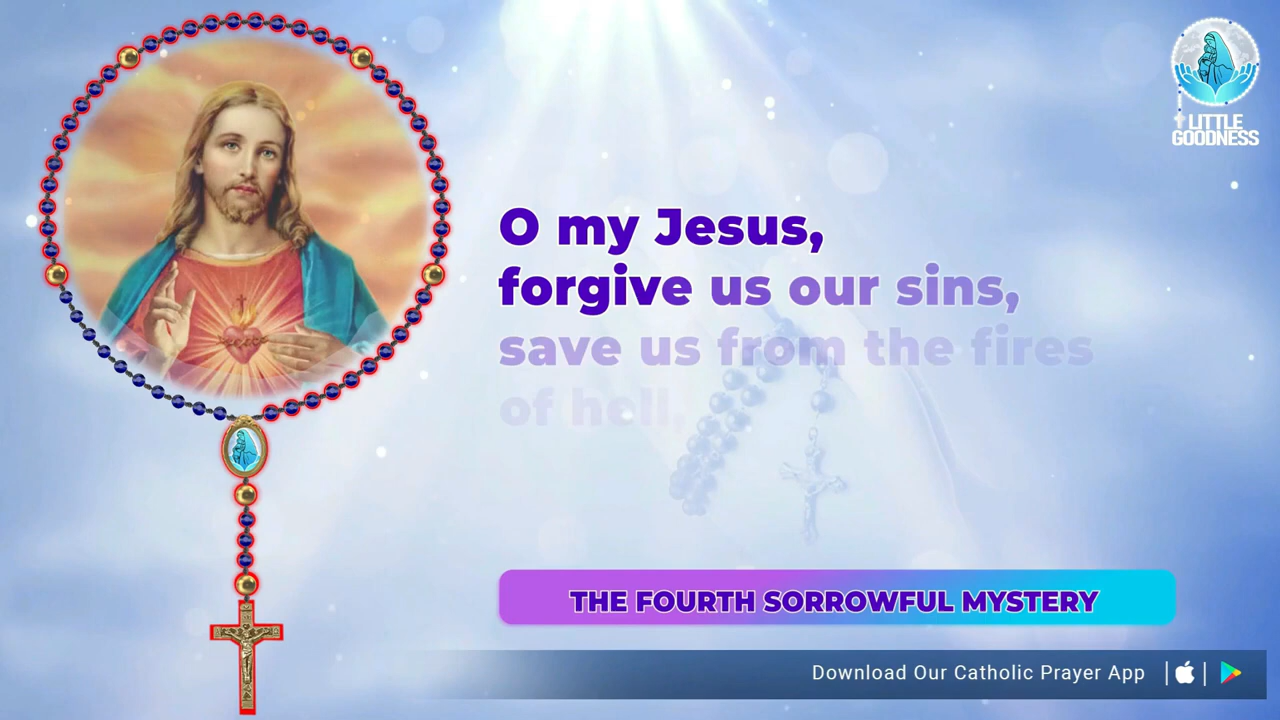 LITTLE
GOODNESS
O my Jesus,
forgive us our sins,
save us from the fires
of hell
THE FOURTH SORROWFUL MYSTERY
Download Our Catholic Prayer App